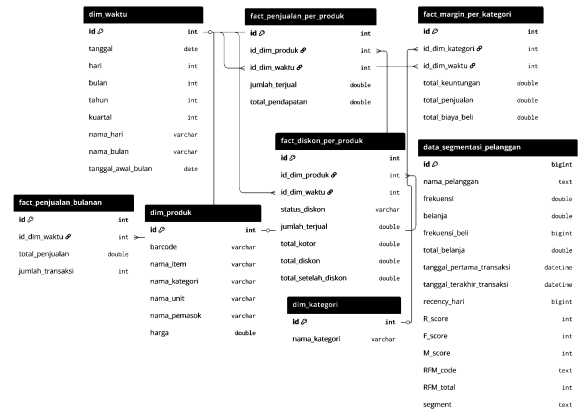 dim_waktu
id int
tanggal date
hari int
bulan int
tahun int
kuartal int
nama_hari varchar
nama_bulan varchar
tanggal_awal_bulan date
fact_penjualan_per_produk
id int
id_dim_produk int
id_dim_waktu int
jumlah_terjual double
total_pendapatan double
fact_margin_per_kategori
id int
id_dim_kategori int
id_dim_waktu int
total_keuntungan double
total_penjualan double
total_biaya_beli double
fact_diskon_per_produk
id int
id_dim_produk int
id_dim_waktu int
status_diskon varchar
jumlah_terjual double
total_kotor double
total_diskon double
total_setelah_diskon double
data_segmentasi_pelanggan
id bigint
nama_pelanggan text
frekuensi double
belanja double
frekuensi_beli bigint
total_belanja double
tanggal_pertama_transaksi datetime
tanggal_terakhir_transaksi datetime
recency_hari bigint
R_score int
F_score int
M_score int
RFM_code text
RFM_total int
segment text
fact_penjualan_bulanan
id int
id_dim_waktu int
total_penjualan double
jumlah_transaksi int
dim_produk
id int
barcode varchar
nama_item varchar
nama_kategori varchar
nama_unit varchar
nama_pemasok varchar
harga double
dim_kategori
id int
nama_kategori varchar